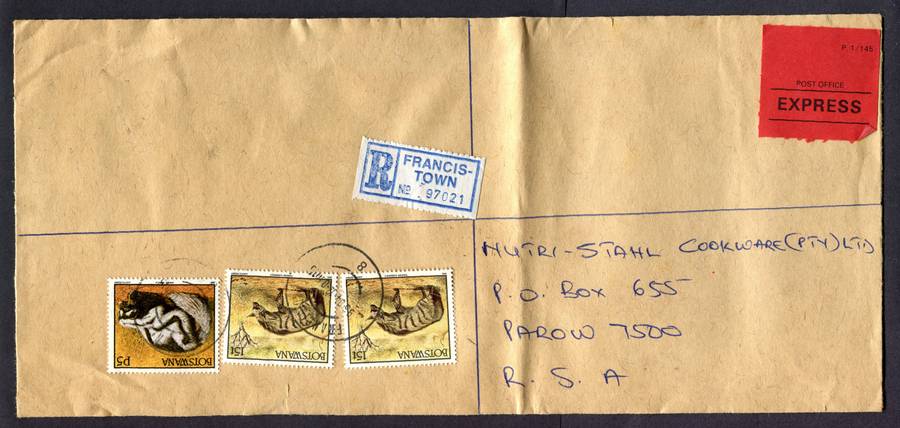 P. 1/145
POST OFFICE
EXPRESS
R
FRANCIS-
TOWN
No. 97021
NUTRI-STAHL COOKWARE (PTY) LTD
P.O. BOX 655
PAROW 7500
R. S. A
P5 BOTSWANA
15t BOTSWANA
15t BOTSWANA